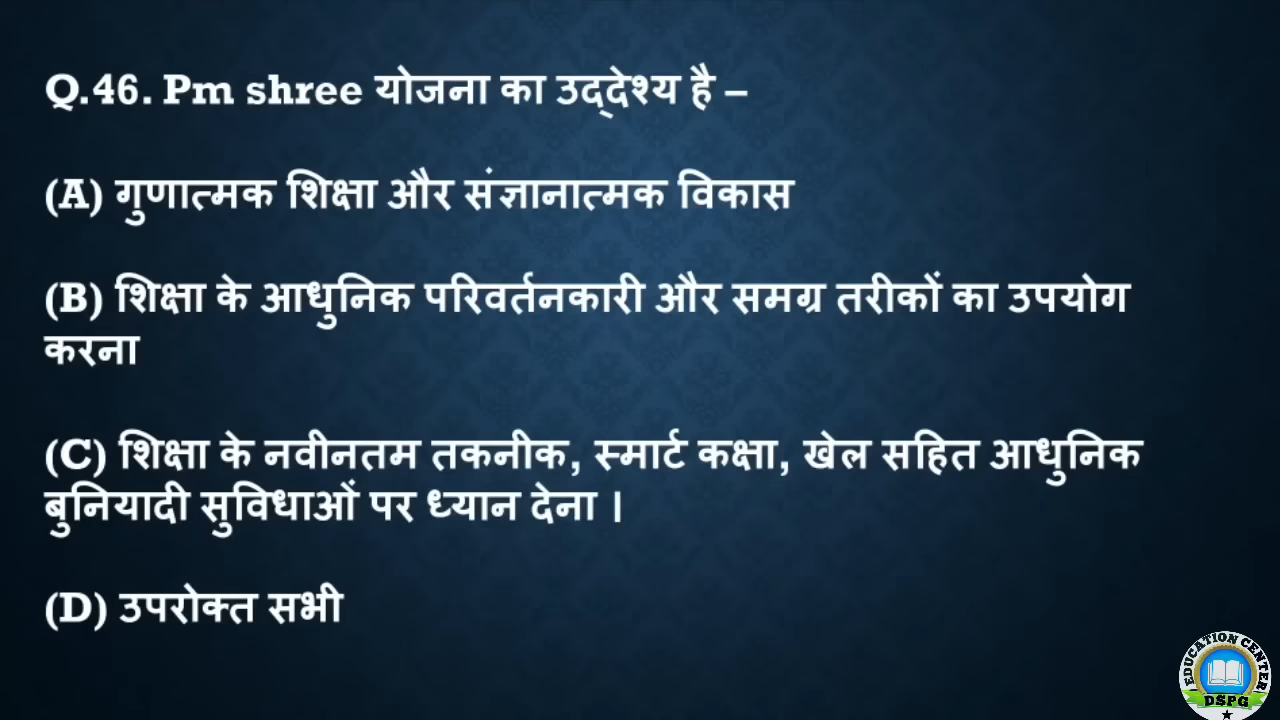 Q.46. Pm shree योजना का उद्देश्य है –
(A) गुणात्मक शिक्षा और संज्ञानात्मक विकास
(B) शिक्षा के आधुनिक परिवर्तनकारी और समग्र तरीकों का उपयोग
करना
(C) शिक्षा के नवीनतम तकनीक, स्मार्ट कक्षा, खेल सहित आधुनिक
बुनियादी सुविधाओं पर ध्यान देना ।
(D) उपरोक्त सभी
EDUCATION CENTER
DSPG